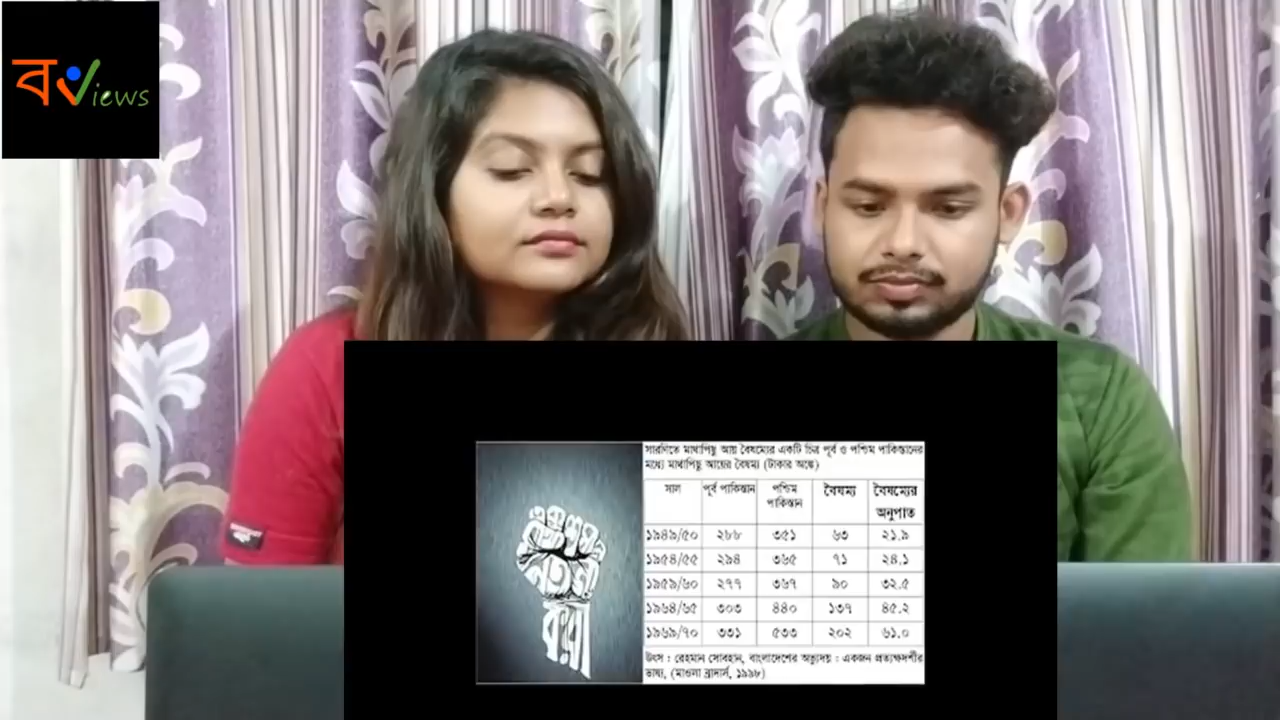 বViews
সারণিতে মাথাপিছু আয় বৈষম্যের একটি চিত্র পূর্ব ও পশ্চিম পাকিস্তানের
মধ্যে মাথাপিছু আয়ের বৈষম্য (টাকার অঙ্কে)
সাল পূর্ব পাকিস্তান পশ্চিম পাকিস্তান বৈষম্য বৈষম্যের অনুপাত
১৯৪৯/৫০ ২৮৮ ৩৫১ ৬৩ ২১.৯
১৯৫৪/৫৫ ২৯৪ ৩৬৫ ৭১ ২৪.১
১৯৫৯/৬০ ২৭৭ ৩৬৭ ৯০ ৩২.৫
১৯৬৪/৬৫ ৩০৩ ৪৪০ ১৩৭ ৪৫.২
১৯৬৯/৭০ ৩৩১ ৫৩৩ ২০২ ৬১.০
উৎস : রেহমান সোবহান, বাংলাদেশের অভ্যুদয় : একজন প্রত্যক্ষদর্শীর
ভাষ্য, (মাওলা ব্রাদার্স, ১৯৯৮)